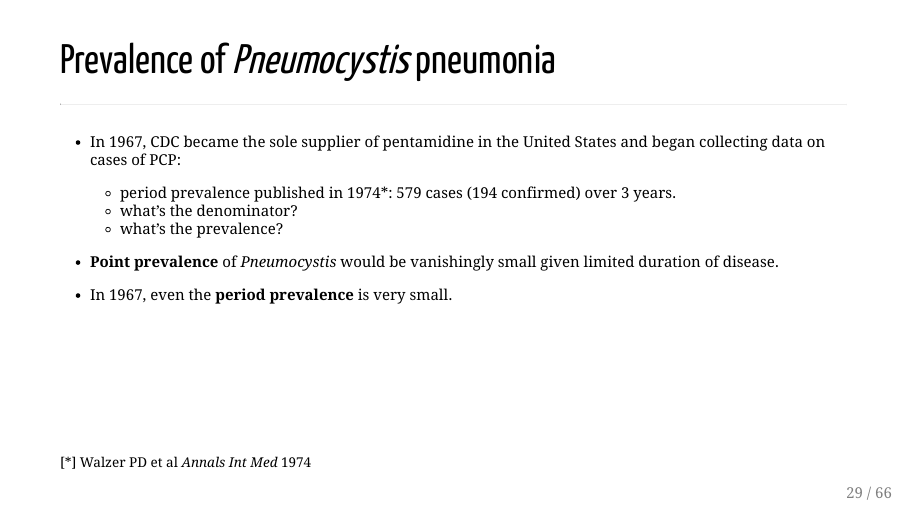 Prevalence of Pneumocystis pneumonia
• In 1967, CDC became the sole supplier of pentamidine in the United States and began collecting data on
cases of PCP:
◦ period prevalence published in 1974*: 579 cases (194 confirmed) over 3 years.
◦ what’s the denominator?
◦ what’s the prevalence?
• Point prevalence of Pneumocystis would be vanishingly small given limited duration of disease.
• In 1967, even the period prevalence is very small.
[*] Walzer PD et al Annals Int Med 1974
29 / 66